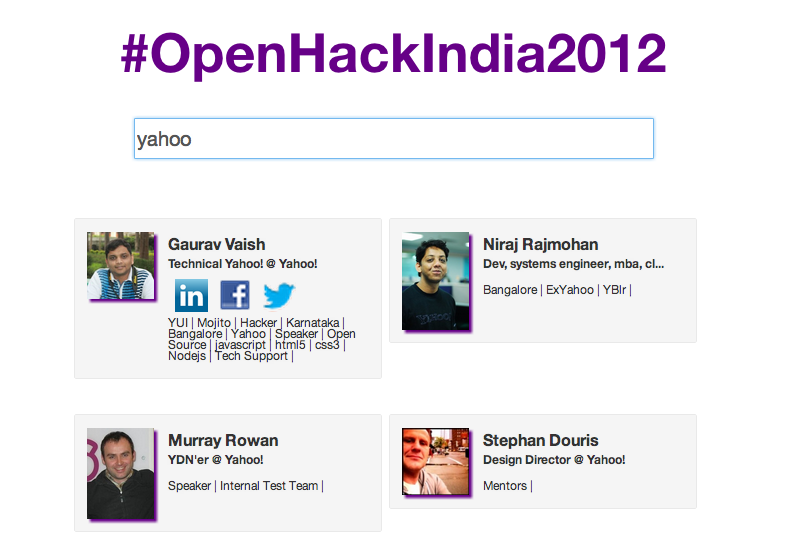 #OpenHackIndia2012
yahoo
Gaurav Vaish
Technical Yahoo! @ Yahoo!
in f
YUI | Mojito | Hacker | Karnataka |
Bangalore | Yahoo | Speaker | Open
Source | javascript | html5 | css3 |
Nodejs | Tech Support |
Niraj Rajmohan
Dev, systems engineer, mba, cl...
Bangalore | ExYahoo | YBlr |
Murray Rowan
YDN'er @ Yahoo!
Speaker | Internal Test Team |
Stephan Douris
Design Director @ Yahoo!
Mentors |